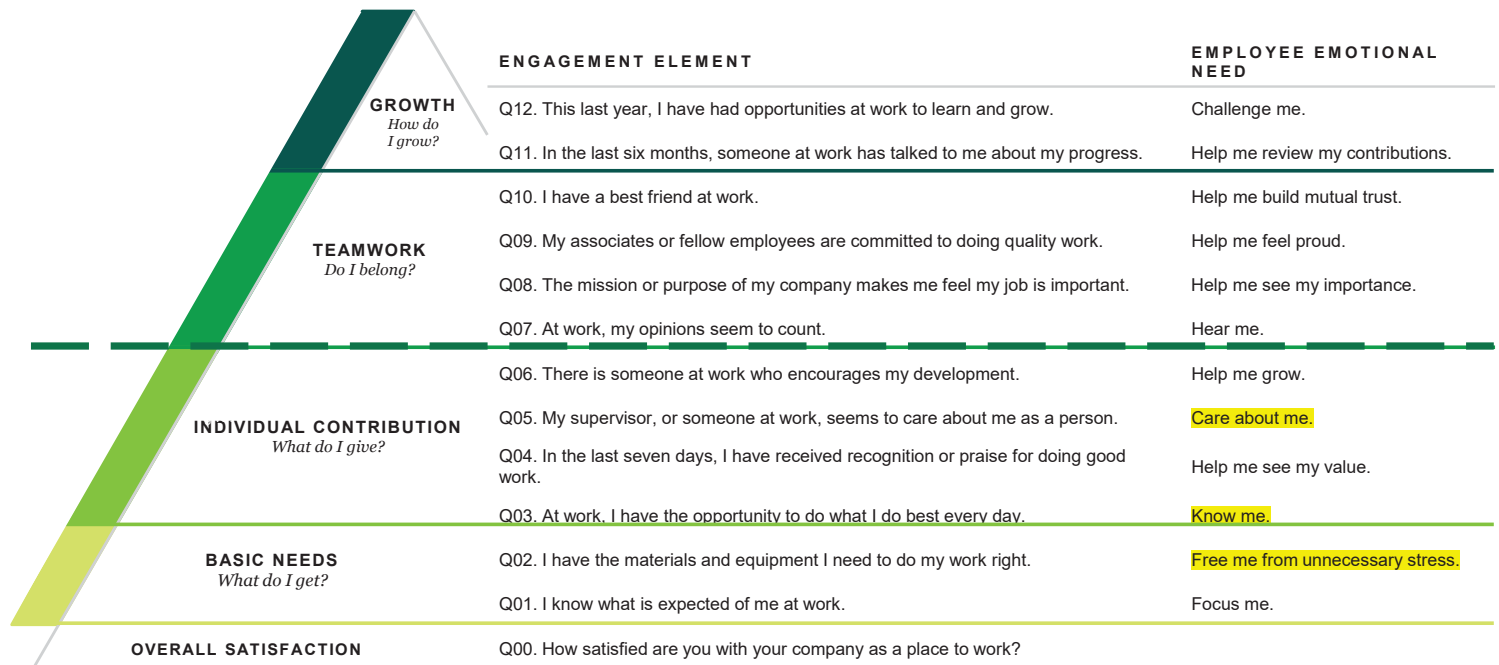 ENGAGEMENT ELEMENT
EMPLOYEE EMOTIONAL
NEED
GROWTH
How do
I grow?
Q12. This last year, I have had opportunities at work to learn and grow.
Challenge me.
Q11. In the last six months, someone at work has talked to me about my progress.
Help me review my contributions.
TEAMWORK
Do I belong?
Q10. I have a best friend at work.
Help me build mutual trust.
Q09. My associates or fellow employees are committed to doing quality work.
Help me feel proud.
Q08. The mission or purpose of my company makes me feel my job is important.
Help me see my importance.
Q07. At work, my opinions seem to count.
Hear me.
INDIVIDUAL CONTRIBUTION
What do I give?
Q06. There is someone at work who encourages my development.
Help me grow.
Q05. My supervisor, or someone at work, seems to care about me as a person.
Care about me.
Q04. In the last seven days, I have received recognition or praise for doing good
work.
Help me see my value.
Q03. At work, I have the opportunity to do what I do best every day.
Know me.
BASIC NEEDS
What do I get?
Q02. I have the materials and equipment I need to do my work right.
Free me from unnecessary stress.
Q01. I know what is expected of me at work.
Focus me.
OVERALL SATISFACTION
Q00. How satisfied are you with your company as a place to work?